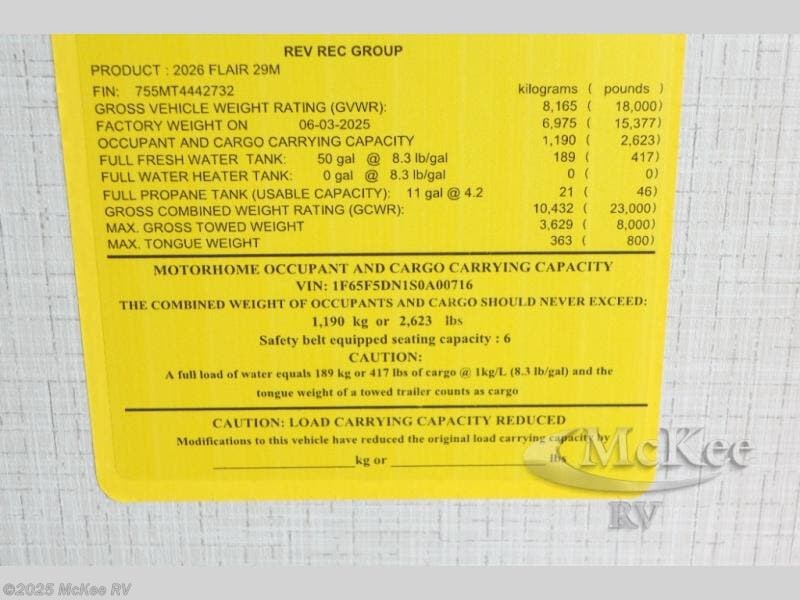 REV REC GROUP
PRODUCT : 2026 FLAIR 29M
FIN: 755MT4442732 kilograms ( pounds )
GROSS VEHICLE WEIGHT RATING (GVWR): 8,165 ( 18,000)
FACTORY WEIGHT ON 06-03-2025 6,975 ( 15,377)
OCCUPANT AND CARGO CARRYING CAPACITY 1,190 ( 2,623)
FULL FRESH WATER TANK: 50 gal @ 8.3 lb/gal 189 ( 417)
FULL WATER HEATER TANK: 0 gal @ 8.3 lb/gal 0 ( 0)
FULL PROPANE TANK (USABLE CAPACITY): 11 gal @ 4.2 21 ( 46)
GROSS COMBINED WEIGHT RATING (GCWR): 10,432 ( 23,000)
MAX. GROSS TOWED WEIGHT 3,629 ( 8,000)
MAX. TONGUE WEIGHT 363 ( 800)
MOTORHOME OCCUPANT AND CARGO CARRYING CAPACITY
VIN: 1F65F5DN1S0A00716
THE COMBINED WEIGHT OF OCCUPANTS AND CARGO SHOULD NEVER EXCEED:
1,190 kg or 2,623 lbs
Safety belt equipped seating capacity : 6
CAUTION:
A full load of water equals 189 kg or 417 lbs of cargo @ 1kg/L (8.3 lb/gal) and the
tongue weight of a towed trailer counts as cargo
CAUTION: LOAD CARRYING CAPACITY REDUCED
Modifications to this vehicle have reduced the original load carrying capacity by
____________________ kg or ______________________ lbs
McKee
RV
©2025 McKee RV